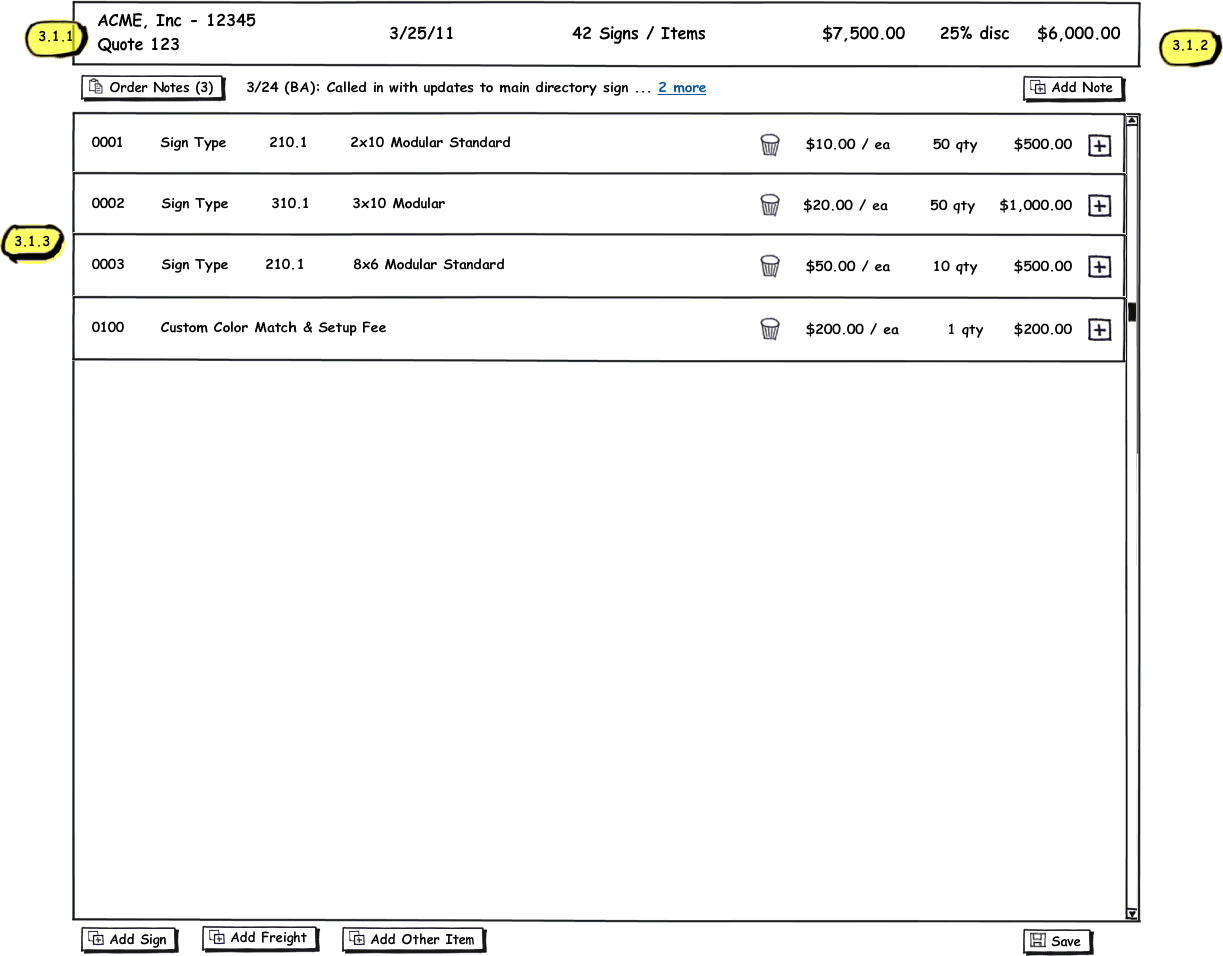 3.1.1
ACME, Inc - 12345
Quote 123
3/25/11
42 Signs / Items
$7,500.00
25% disc
$6,000.00
3.1.2
Order Notes (3)
3/24 (BA): Called in with updates to main directory sign ... 2 more
Add Note
0001 Sign Type 210.1 2x10 Modular Standard $10.00 / ea 50 qty $500.00
0002 Sign Type 310.1 3x10 Modular $20.00 / ea 50 qty $1,000.00
3.1.3
0003 Sign Type 210.1 8x6 Modular Standard $50.00 / ea 10 qty $500.00
0100 Custom Color Match & Setup Fee $200.00 / ea 1 qty $200.00
Add Sign
Add Freight
Add Other Item
Save